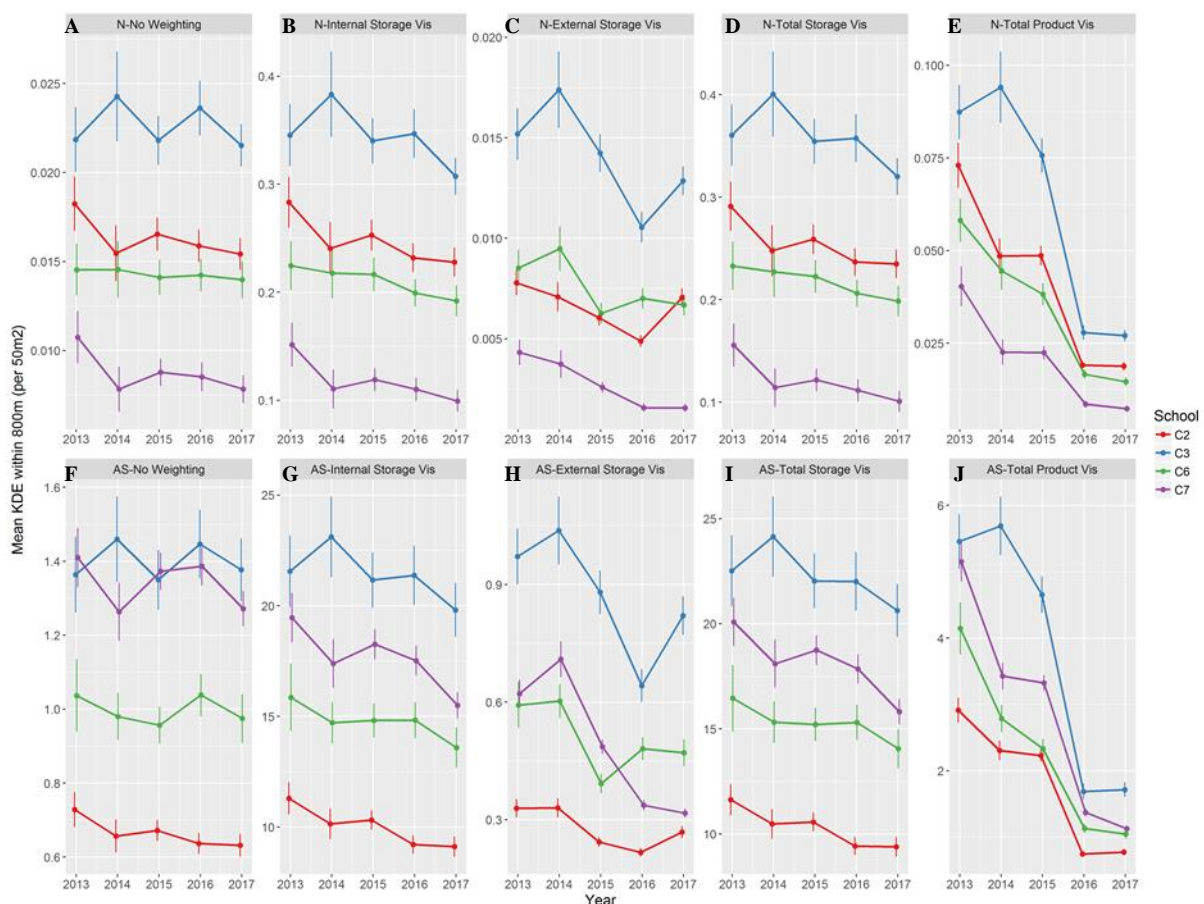 A N-No Weighting
B N-Internal Storage Vis
C N-External Storage Vis
D N-Total Storage Vis
E N-Total Product Vis
0.025
0.020
0.015
0.010
0.4
0.3
0.2
0.1
0.020
0.015
0.010
0.005
0.4
0.3
0.2
0.1
0.100
0.075
0.050
0.025
2013 2014 2015 2016 2017
2013 2014 2015 2016 2017
2013 2014 2015 2016 2017
2013 2014 2015 2016 2017
2013 2014 2015 2016 2017
Mean KDE within 800m (per 50m2)
F AS-No Weighting
G AS-Internal Storage Vis
H AS-External Storage Vis
I AS-Total Storage Vis
J AS-Total Product Vis
1.6
1.4
1.2
1.0
0.8
0.6
25
20
15
10
0.9
0.6
0.3
25
20
15
10
6
4
2
2013 2014 2015 2016 2017
2013 2014 2015 2016 2017
2013 2014 2015 2016 2017
2013 2014 2015 2016 2017
2013 2014 2015 2016 2017
Year
School
C2
C3
C6
C7